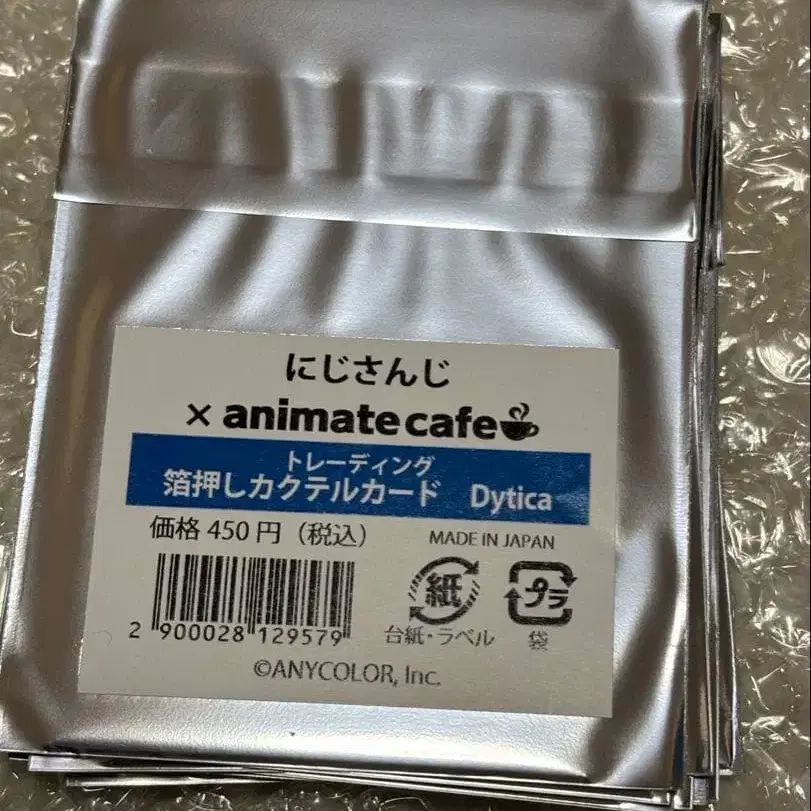 にじさんじ
× animatecafe
トレーディング
箔押しカクテルカード Dytica
価格 450 円（税込） MADE IN JAPAN
紙 プラ
2 900028 129579 台紙・ラベル 袋
©ANYCOLOR, Inc.